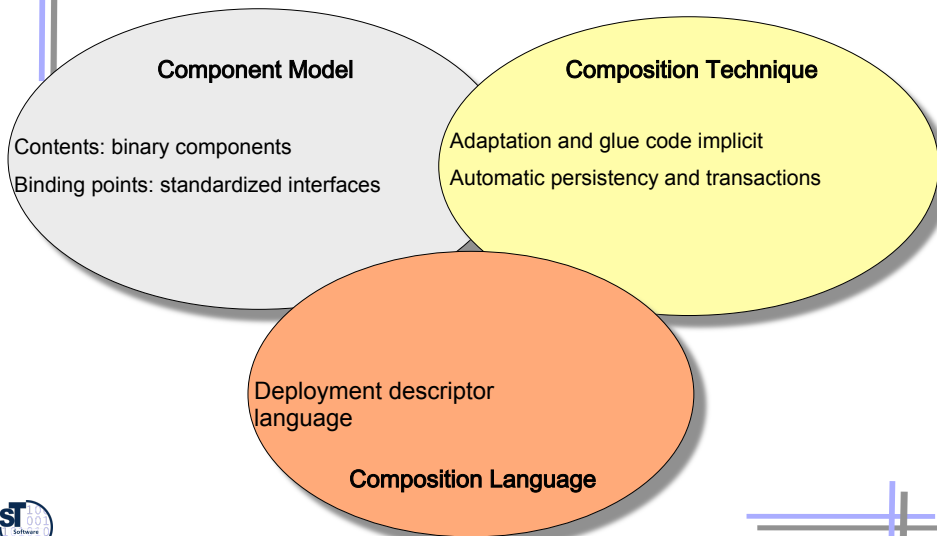 Component Model
Composition Technique
Contents: binary components
Binding points: standardized interfaces
Adaptation and glue code implicit
Automatic persistency and transactions
Deployment descriptor
language
Composition Language
ST
Software